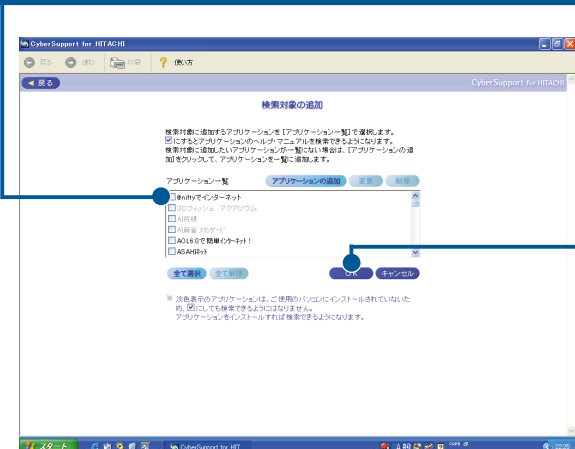 CyberSupport for HITACHI
戻る 進む 印刷 使い方
戻る
CyberSupport for HITACHI
検索対象の追加
検索対象に追加するアプリケーションを[アプリケーション一覧]で選択します。
にするとアプリケーションのヘルプ・マニュアルを検索できるようになります。
検索対象に追加したいアプリケーションが一覧にない場合は、[アプリケーションの追
加]をクリックして、アプリケーションを一覧に追加します。
アプリケーション一覧 アプリケーションの追加 変更 削除
@niftyでインターネット
3Dフィッシュ アクアリウム
AI将棋
AI麻雀 スタンダード
AOL6.0で簡単インターネット!
ASAHIネット
全て選択 全て解除 OK キャンセル
※ 淡色表示のアプリケーションは、ご使用のパソコンにインストールされていないた
め、にしても検索できるようにはなりません。
アプリケーションをインストールすれば検索できるようになります。
スタート CyberSupport for HIT... A 般 CAPS 22:25